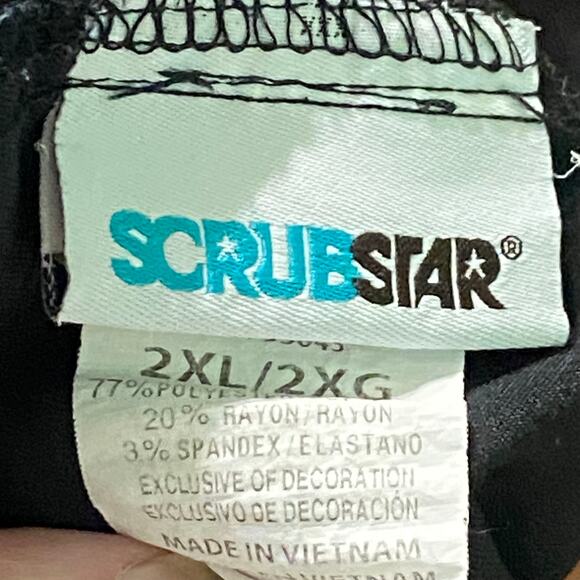 SCRUBSTAR®
2XL/2XG
77% POLYESTER
20% RAYON/RAYON
3% SPANDEX/ELASTANO
EXCLUSIVE OF DECORATION
EXCLUSIVO DE DECORACIÓN
MADE IN VIETNAM
VIETNAM